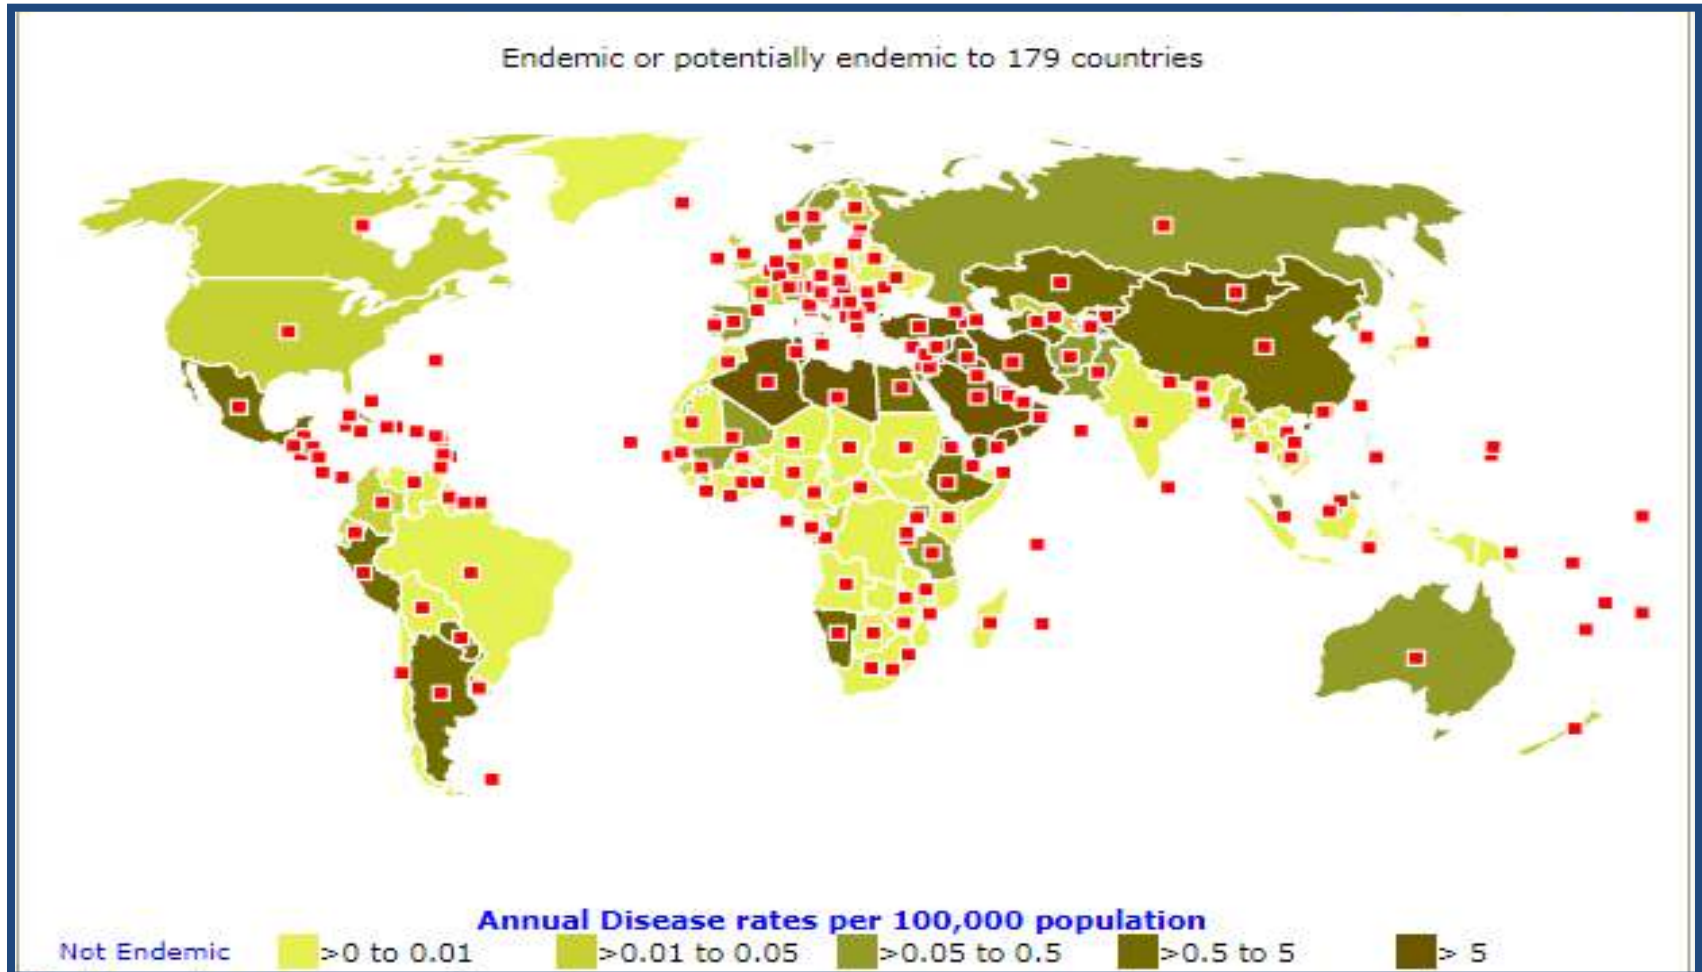 Endemic or potentially endemic to 179 countries
Annual Disease rates per 100,000 population
Not Endemic >0 to 0.01 >0.01 to 0.05 >0.05 to 0.5 >0.5 to 5 > 5